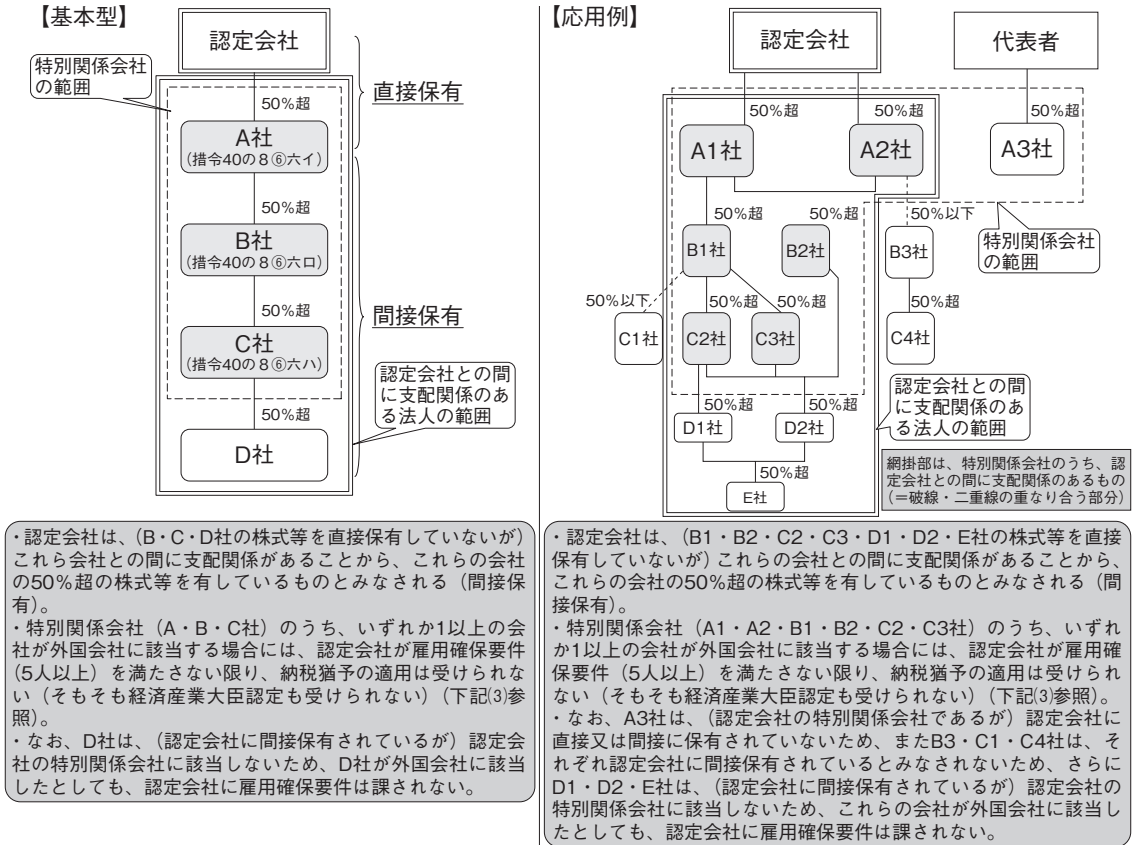 【基本型】
認定会社
特別関係会社
の範囲
50%超
直接保有
A社
(措令40の8⑥六イ)
50%超
B社
(措令40の8⑥六ロ)
50%超
間接保有
C社
(措令40の8⑥六ハ)
認定会社との間
に支配関係のあ
る法人の範囲
50%超
D社
・認定会社は、(B・C・D社の株式等を直接保有していないが)
これら会社との間に支配関係があることから、これらの会社
の50%超の株式等を有しているものとみなされる(間接保
有)。
・特別関係会社(A・B・C社)のうち、いずれか1以上の会
社が外国会社に該当する場合には、認定会社が雇用確保要件
(5人以上)を満たさない限り、納税猶予の適用は受けられな
い(そもそも経済産業大臣認定も受けられない)(下記⑶参
照)。
・なお、D社は、(認定会社に間接保有されているが)認定会
社の特別関係会社に該当しないため、D社が外国会社に該当
したとしても、認定会社に雇用確保要件は課されない。
【応用例】
認定会社
代表者
50%超
50%超
50%超
A1社
A2社
A3社
50%超
50%超
50%以下
B1社
B2社
B3社
特別関係会社
の範囲
50%以下
50%超
50%超
50%超
C1社
C2社
C3社
C4社
認定会社との間
に支配関係のあ
る法人の範囲
50%超
50%超
D1社
D2社
50%超
E社
網掛部は、特別関係会社のうち、認
定会社との間に支配関係のあるもの
(=破線・二重線の重なり合う部分)
・認定会社は、(B1・B2・C2・C3・D1・D2・E社の株式等を直接
保有していないが)これらの会社との間に支配関係があることから、
これらの会社の50%超の株式等を有しているものとみなされる(間
接保有)。
・特別関係会社(A1・A2・B1・B2・C2・C3社)のうち、いずれ
か1以上の会社が外国会社に該当する場合には、認定会社が雇用確
保要件(5人以上)を満たさない限り、納税猶予の適用は受けられ
ない(そもそも経済産業大臣認定も受けられない)(下記⑶参照)。
・なお、A3社は、(認定会社の特別関係会社であるが)認定会社に
直接又は間接に保有されていないため、またB3・C1・C4社は、そ
れぞれ認定会社に間接保有されているとみなされないため、さらに
D1・D2・E社は、(認定会社に間接保有されているが)認定会社の
特別関係会社に該当しないため、これらの会社が外国会社に該当し
たとしても、認定会社に雇用確保要件は課されない。